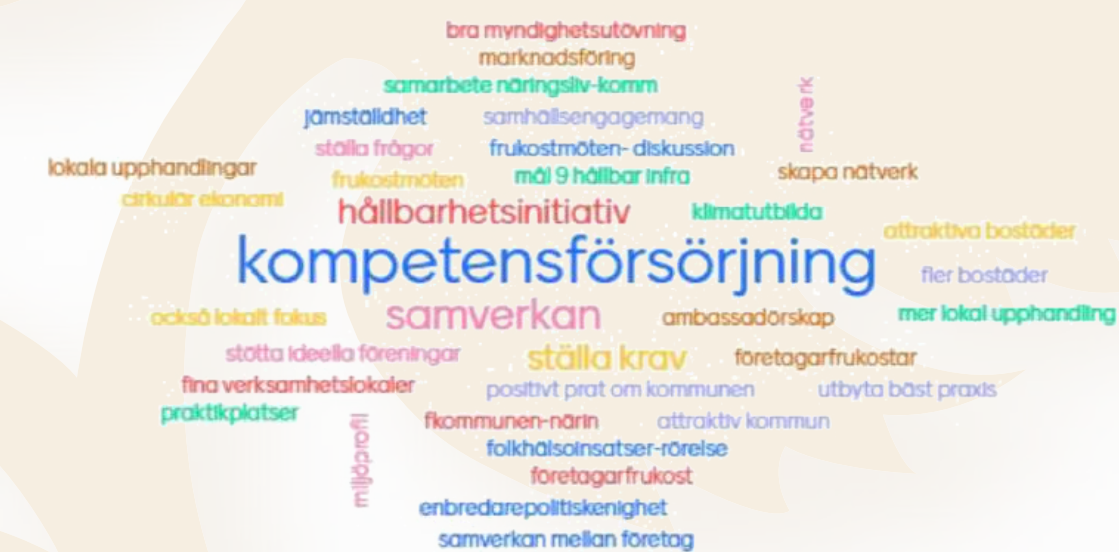 bra myndighetsutövning
marknadsföring
samarbete näringsliv-komm
nätverk
jämställdhet
samhällsengagemang
ställa frågor
frukostmöten- diskussion
lokala upphandlingar
frukostmöten
mål 9 hållbar infra
skapa nätverk
cirkulär ekonomi
hållbarhetsinitiativ
klimatutbilda
attraktiva bostäder
kompetensförsörjning
fler bostäder
också lokalt fokus
samverkan
ambassadörskap
mer lokal upphandling
stötta ideella föreningar
ställa krav
företagarfrukostar
fina verksamhetslokaler
positivt prat om kommunen
utbyta bäst praxis
praktikplatser
miljöprofil
fkommunen-närin
attraktiv kommun
folkhälsoinsatser-rörelse
företagarfrukost
enbredarepolitiskenighet
samverkan mellan företag